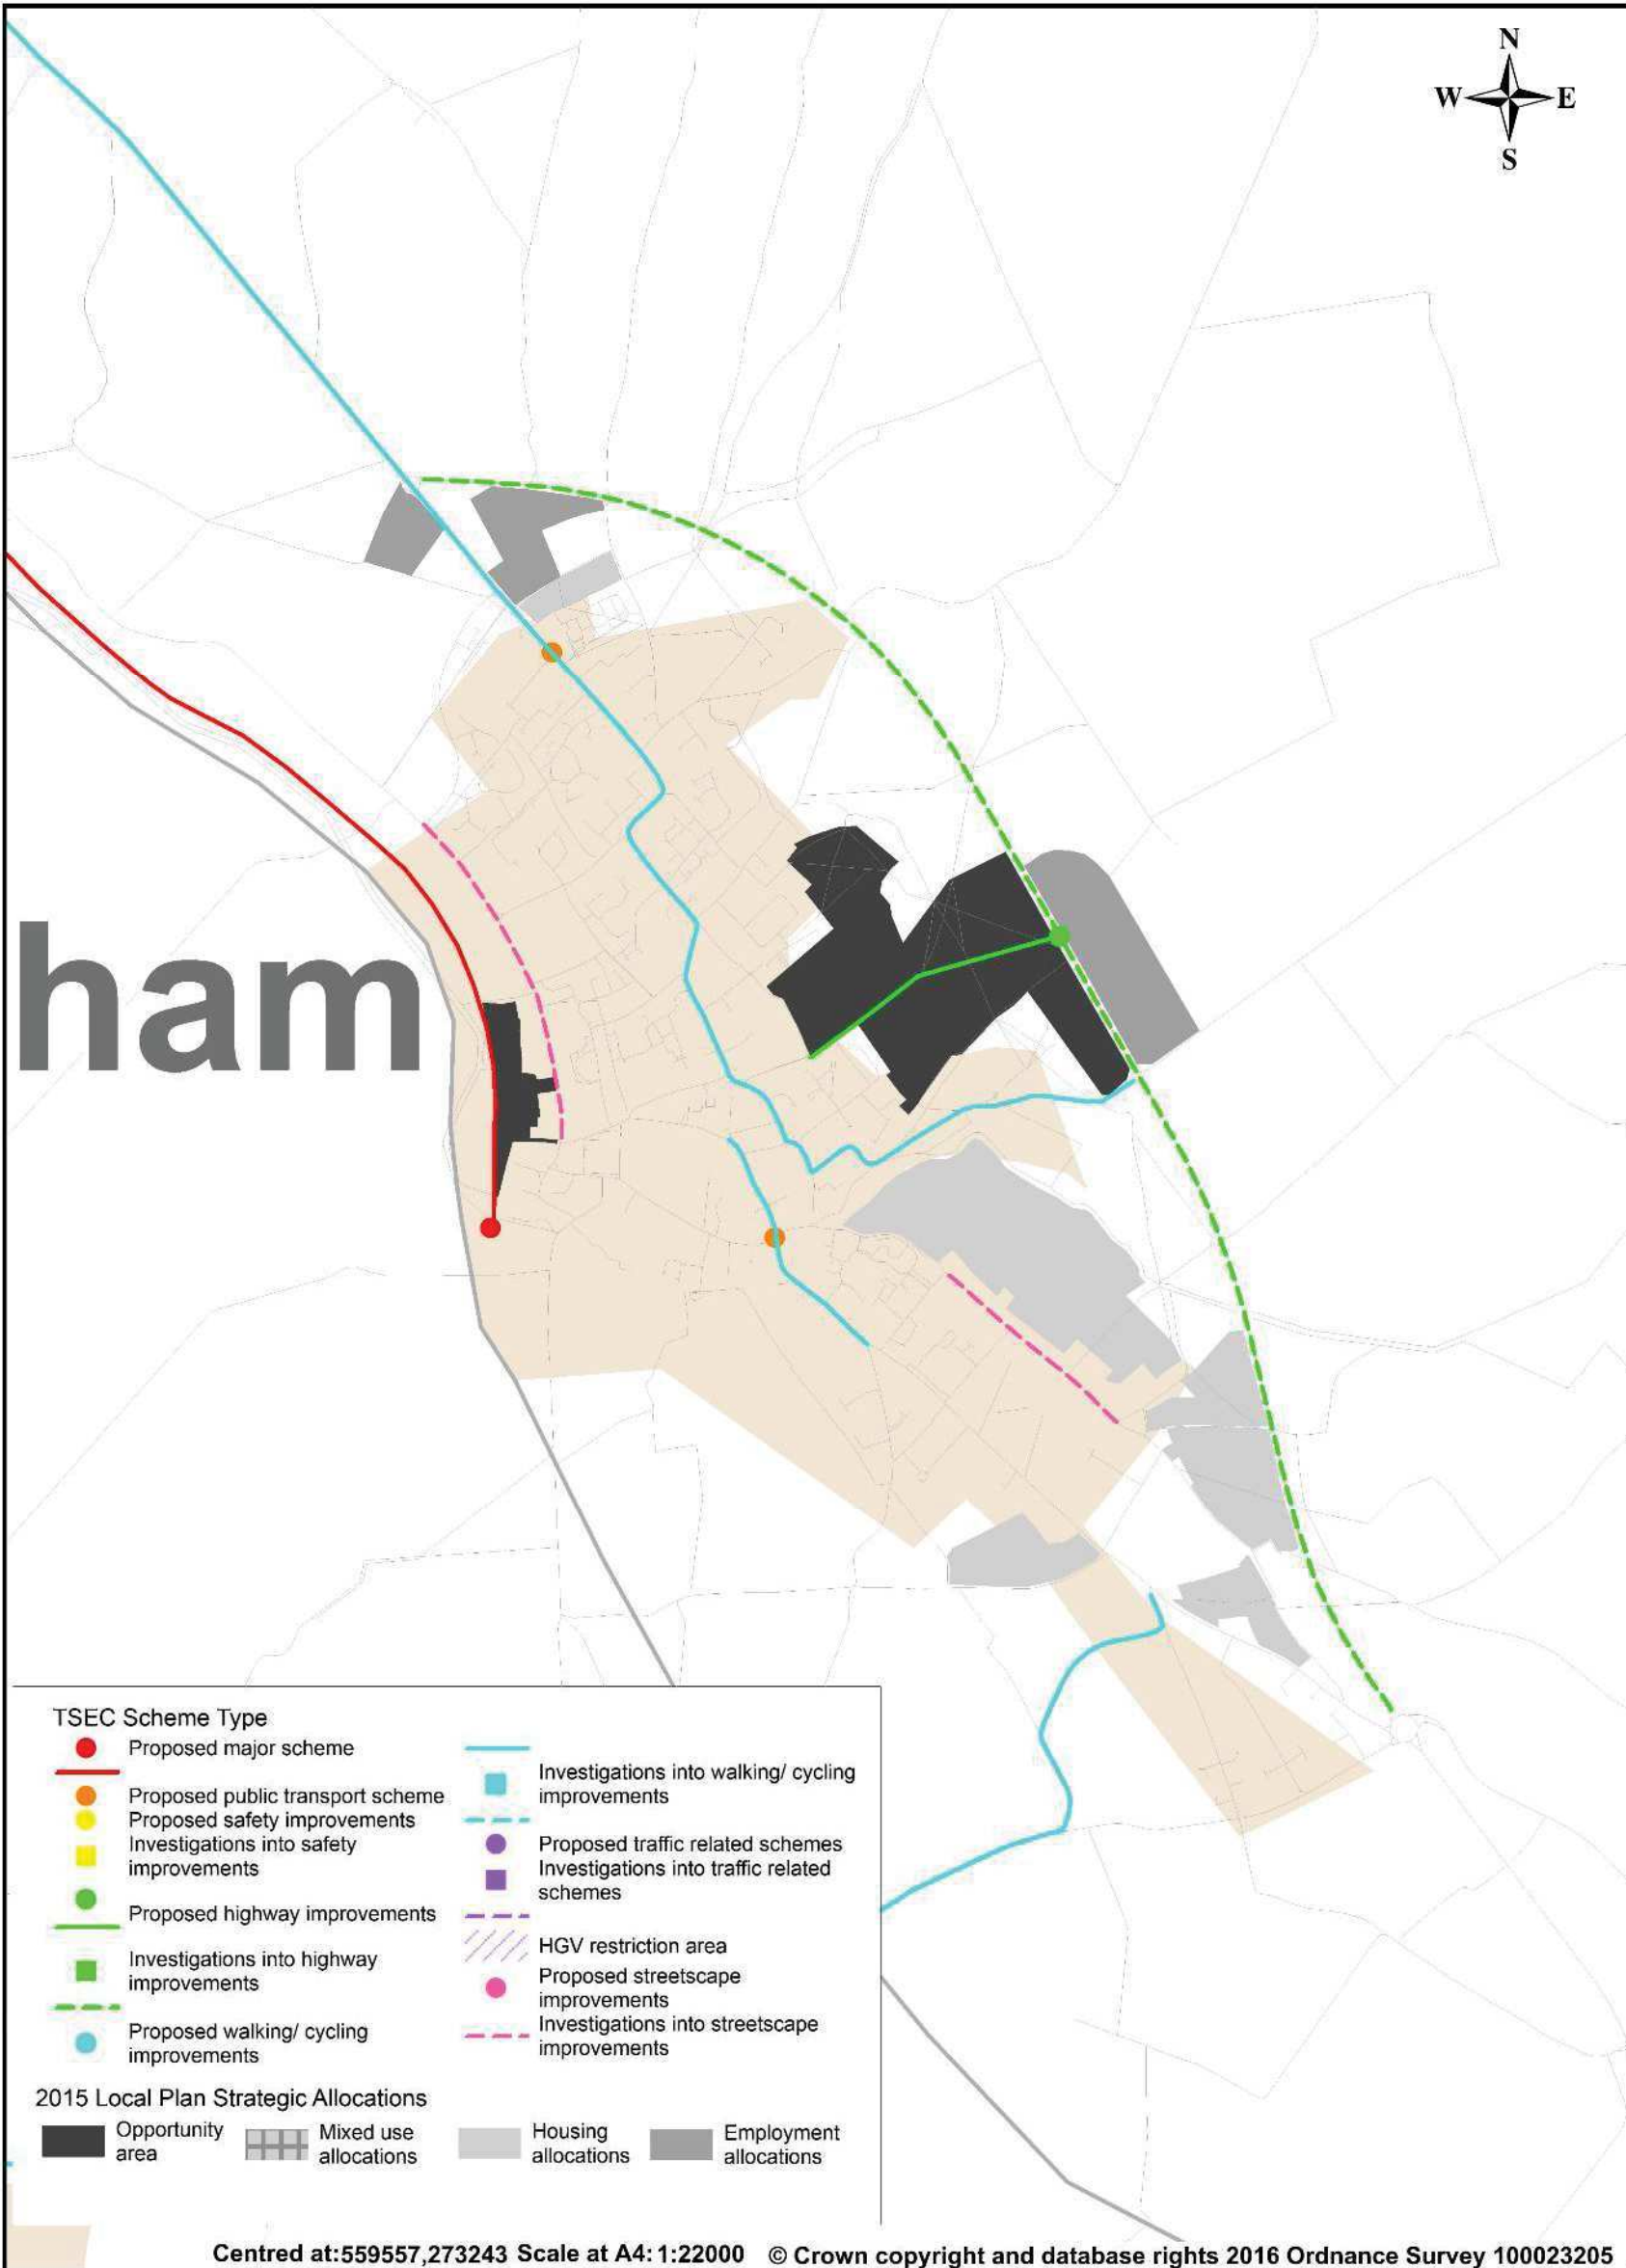 N
W E
S
ham
TSEC Scheme Type
Proposed major scheme
Proposed public transport scheme
Proposed safety improvements
Investigations into safety
improvements
Proposed highway improvements
Investigations into highway
improvements
Proposed walking/ cycling
improvements
Investigations into walking/ cycling
improvements
Proposed traffic related schemes
Investigations into traffic related
schemes
HGV restriction area
Proposed streetscape
improvements
Investigations into streetscape
improvements
2015 Local Plan Strategic Allocations
Opportunity
area
Mixed use
allocations
Housing
allocations
Employment
allocations
Centred at:559557,273243 Scale at A4:1:22000 © Crown copyright and database rights 2016 Ordnance Survey 100023205